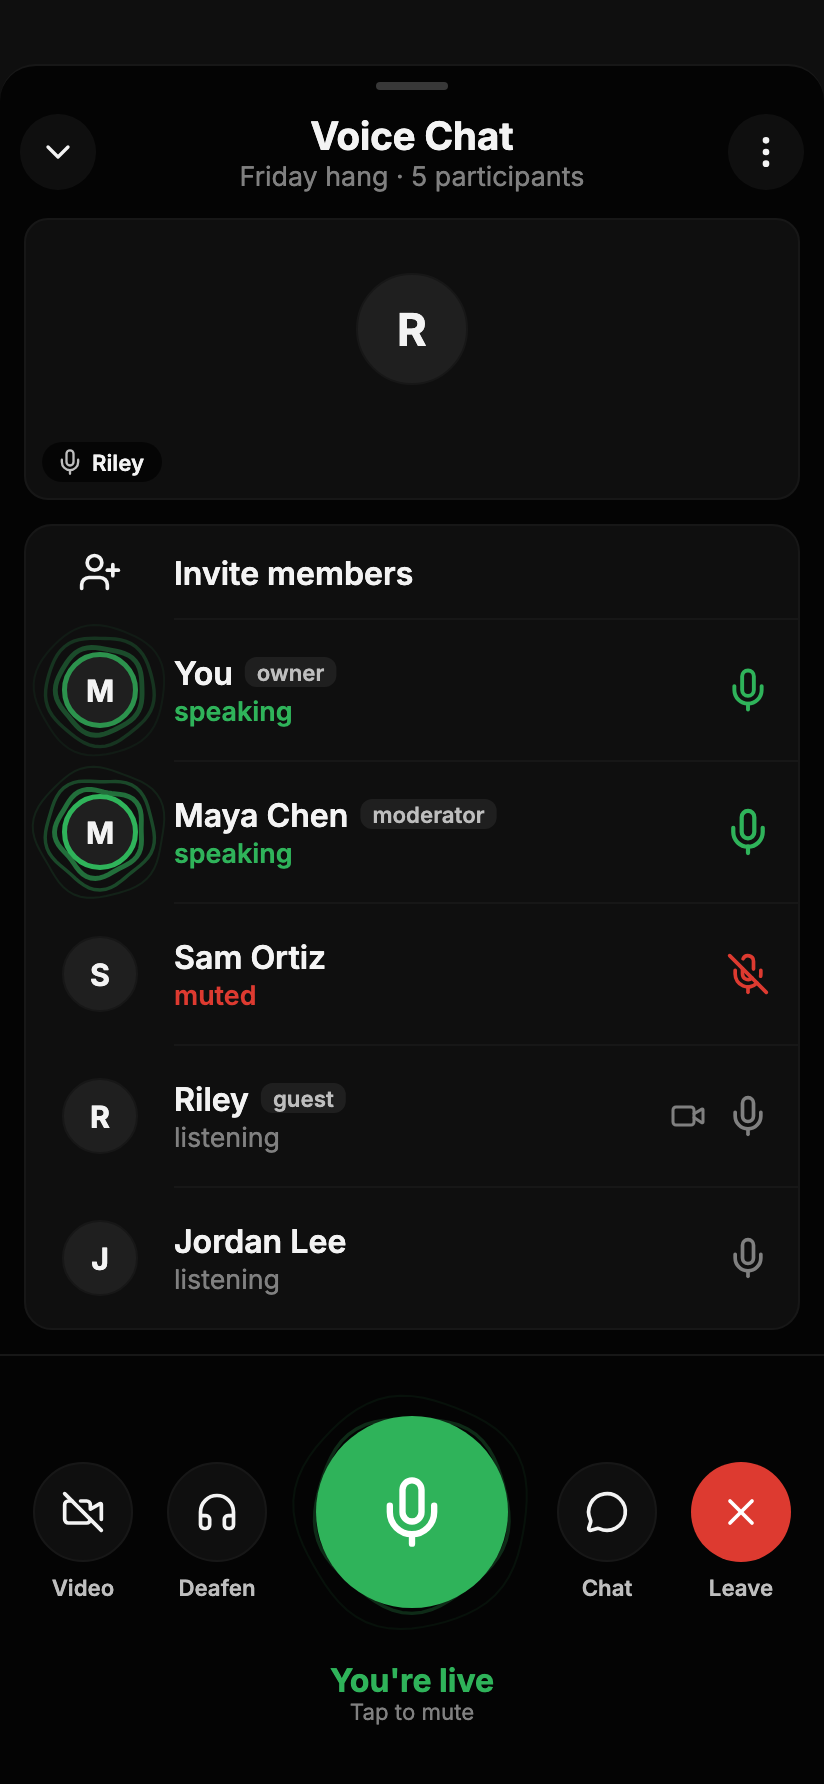 Voice Chat
Friday hang · 5 participants
R
Riley
Invite members
M
You owner
speaking
M
Maya Chen moderator
speaking
S
Sam Ortiz
muted
R
Riley guest
listening
J
Jordan Lee
listening
Video
Deafen
Chat
Leave
You're live
Tap to mute